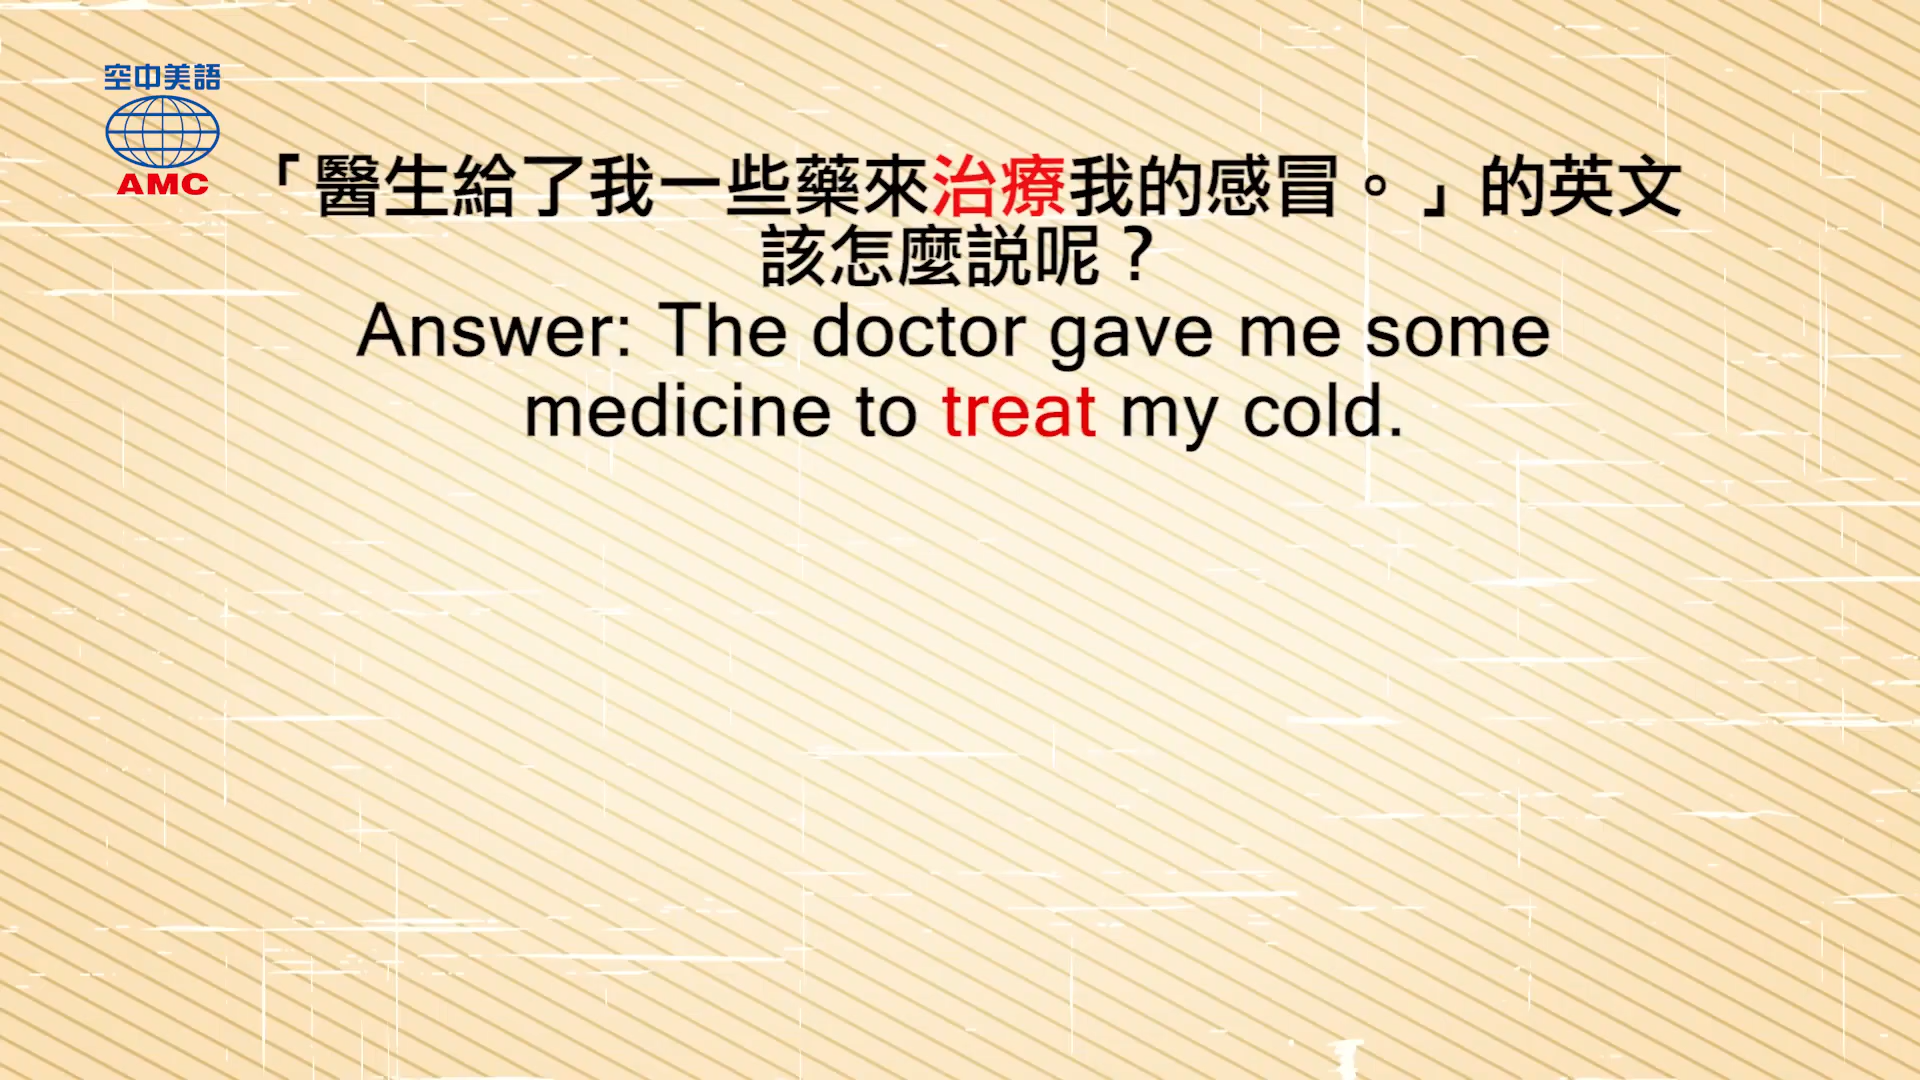 空中美語
AMC
「醫生給了我一些藥來治療我的感冒。」的英文
該怎麼説呢？
Answer: The doctor gave me some
medicine to treat my cold.